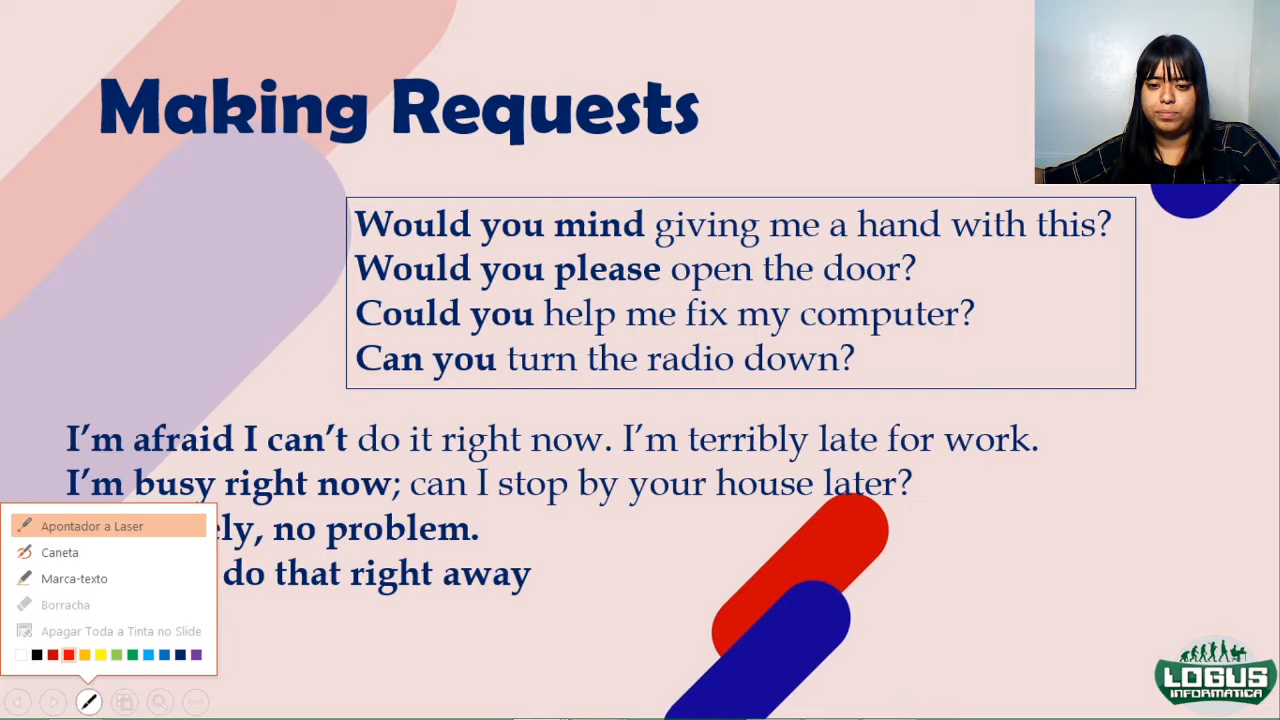 Making Requests
Would you mind giving me a hand with this?
Would you please open the door?
Could you help me fix my computer?
Can you turn the radio down?
I'm afraid I can't do it right now. I'm terribly late for work.
I'm busy right now; can I stop by your house later?
no problem.
do that right away
Apontador a Laser
Caneta
Marca-texto
Borracha
Apagar Toda a Tinta no Slide
LOGUS
INFORMATICA